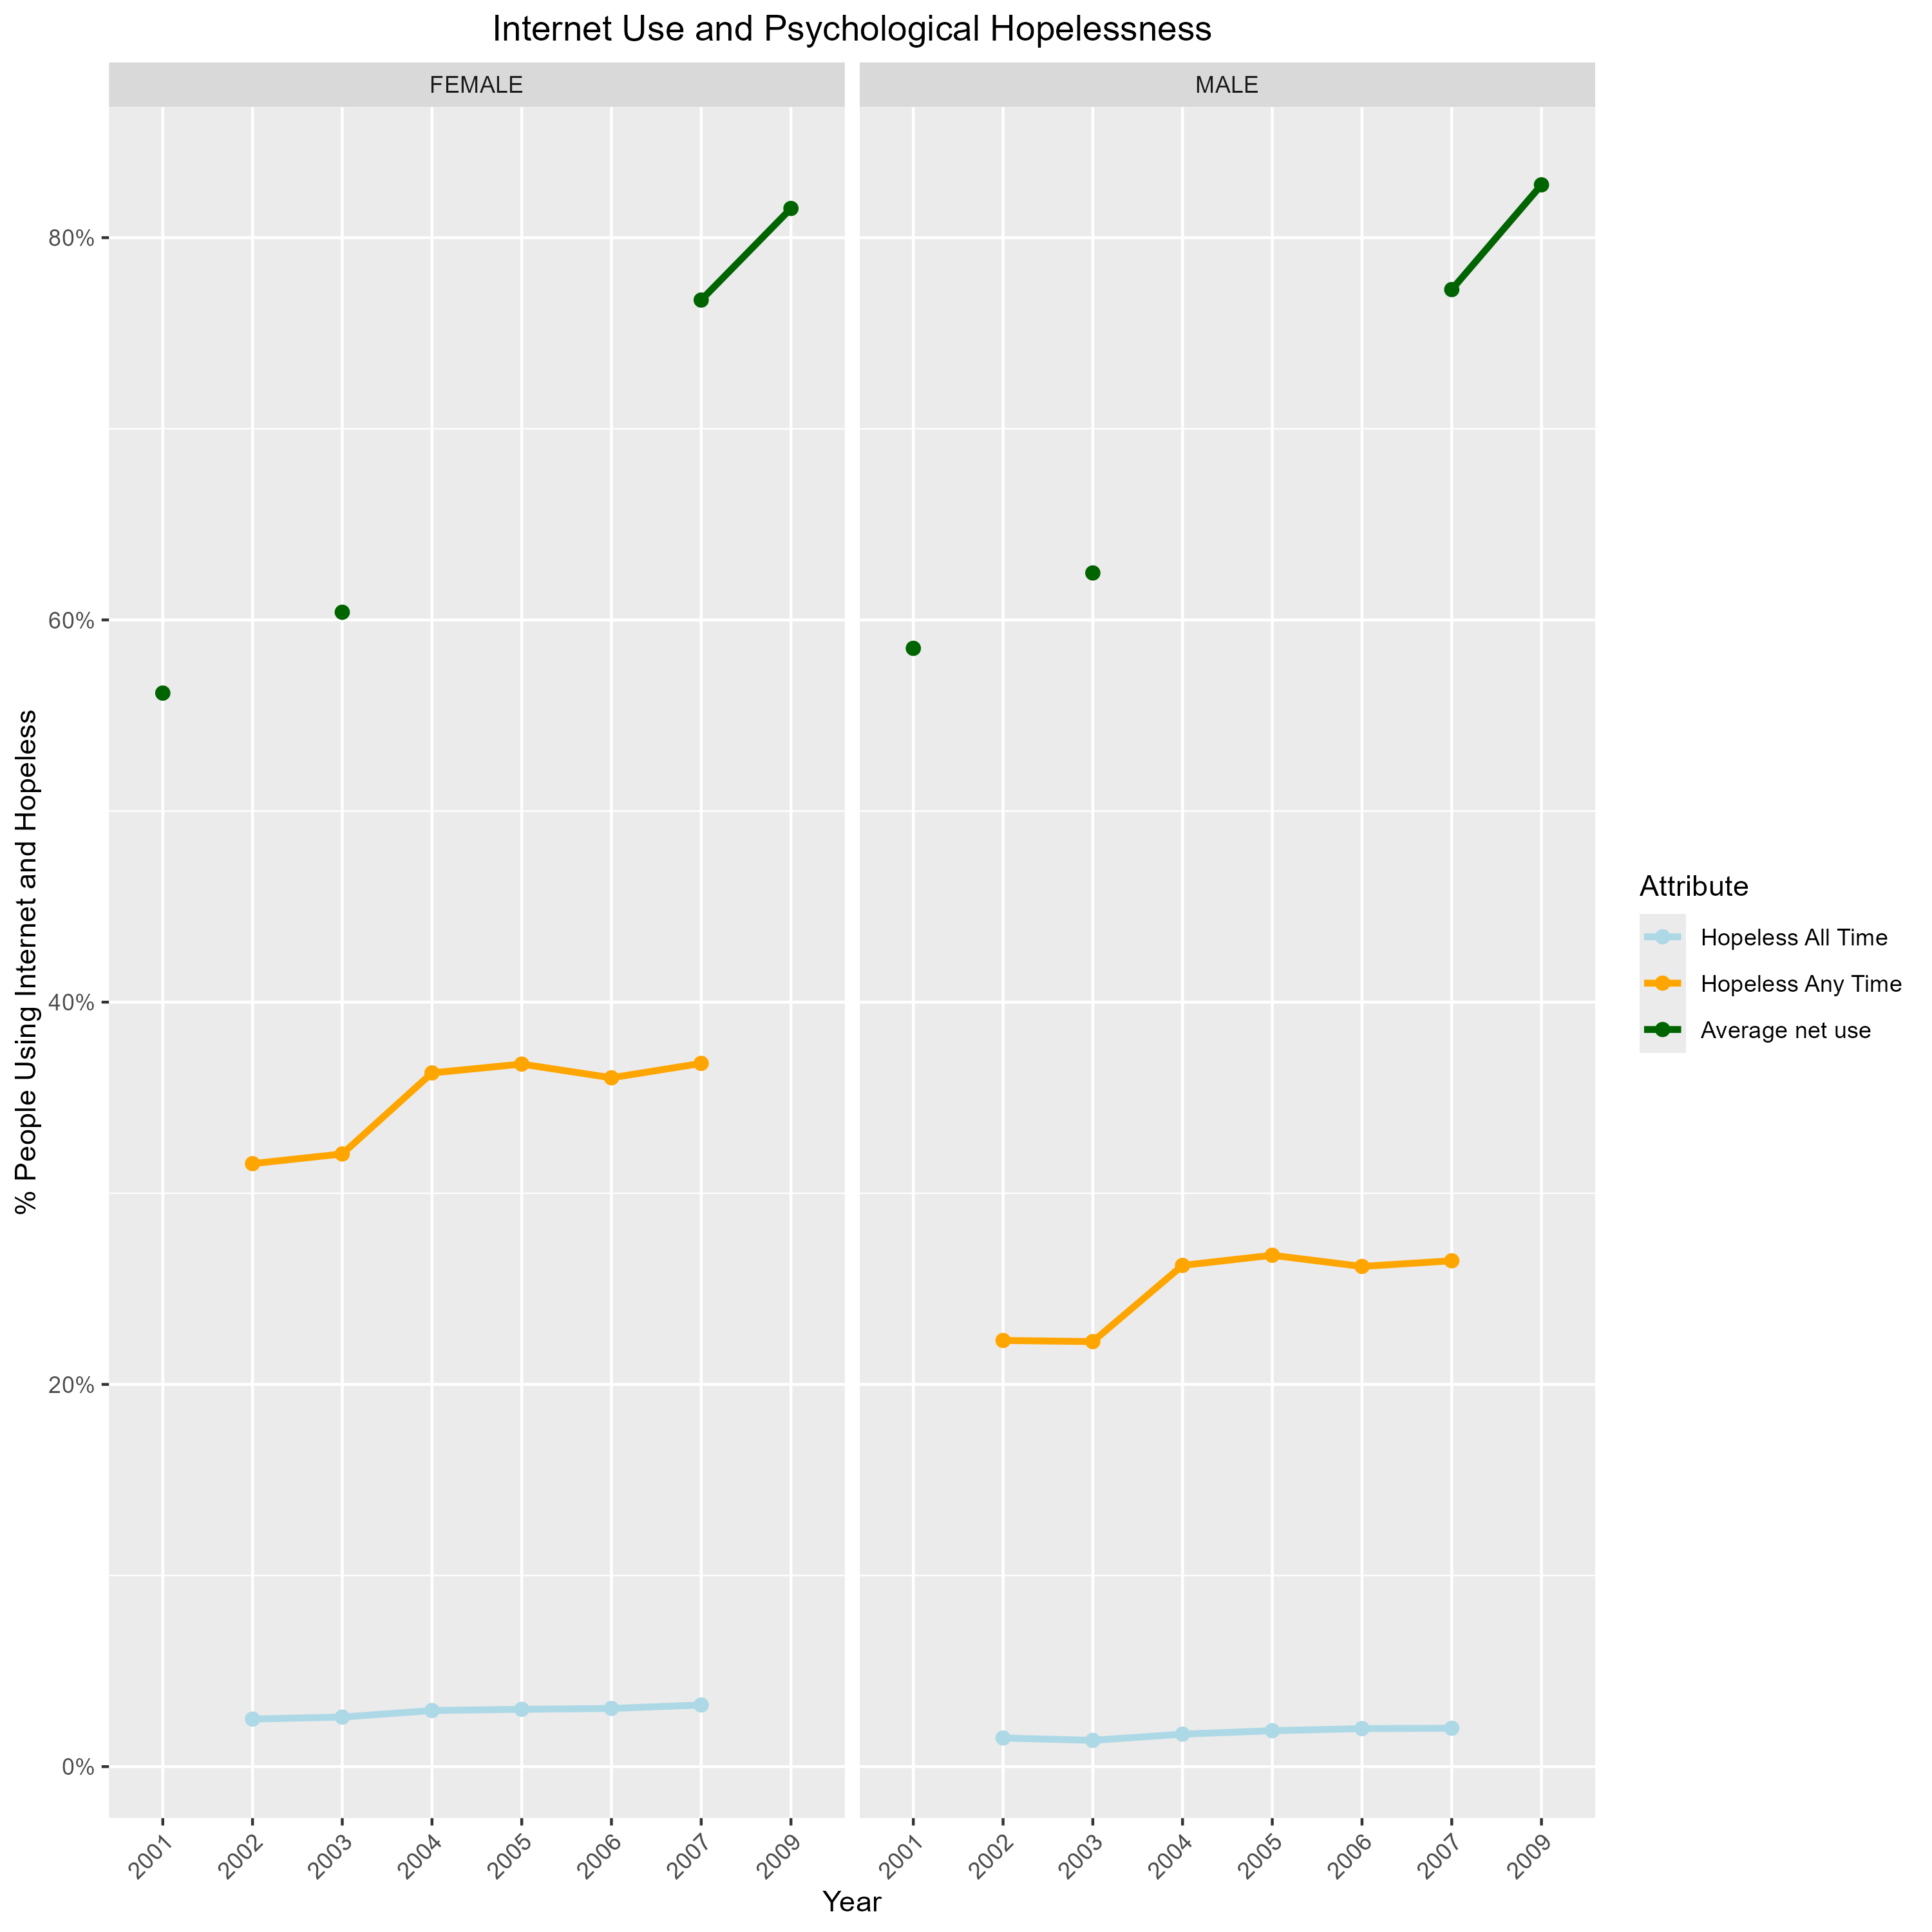 Internet Use and Psychological Hopelessness
FEMALE
MALE
% People Using Internet and Hopeless
80%
60%
40%
20%
0%
2001
2002
2003
2004
2005
2006
2007
2009
2001
2002
2003
2004
2005
2006
2007
2009
Year
Attribute
Hopeless All Time
Hopeless Any Time
Average net use